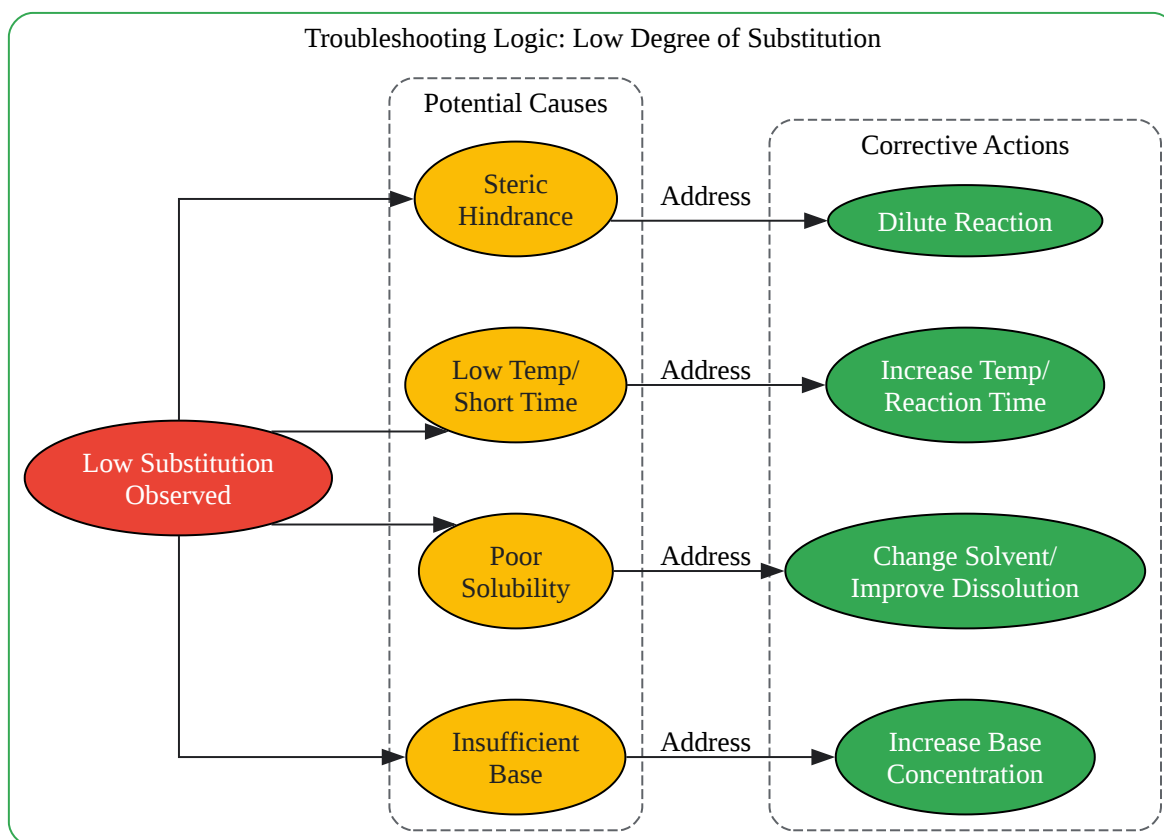 Troubleshooting Logic: Low Degree of Substitution
Potential Causes
Corrective Actions
Steric
Hindrance
Address
Dilute Reaction
Low Temp/
Short Time
Address
Increase Temp/
Reaction Time
Low Substitution
Observed
Poor
Solubility
Address
Change Solvent/
Improve Dissolution
Insufficient
Base
Address
Increase Base
Concentration